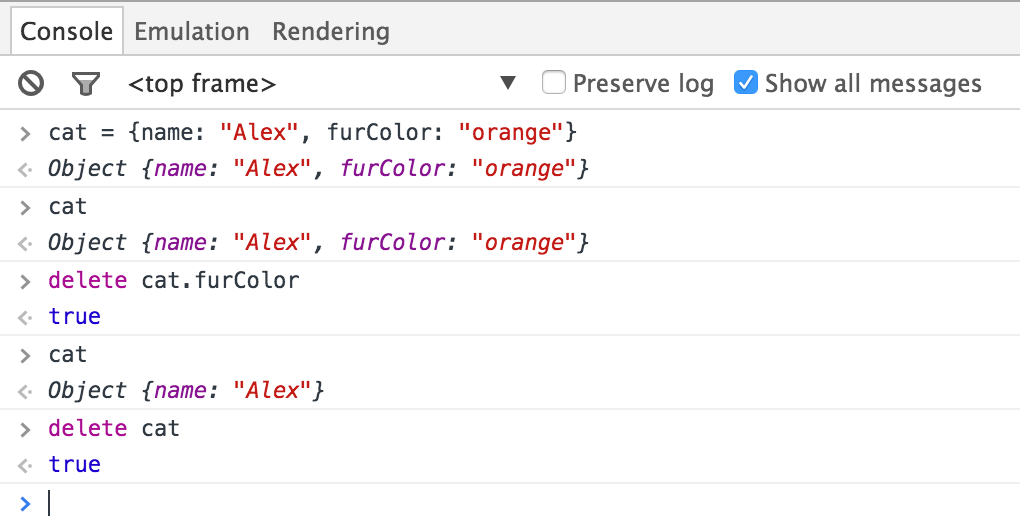 Console Emulation Rendering
<top frame> ▼ Preserve log Show all messages
> cat = {name: "Alex", furColor: "orange"}
Object {name: "Alex", furColor: "orange"}
> cat
Object {name: "Alex", furColor: "orange"}
> delete cat.furColor
true
> cat
Object {name: "Alex"}
> delete cat
true
>